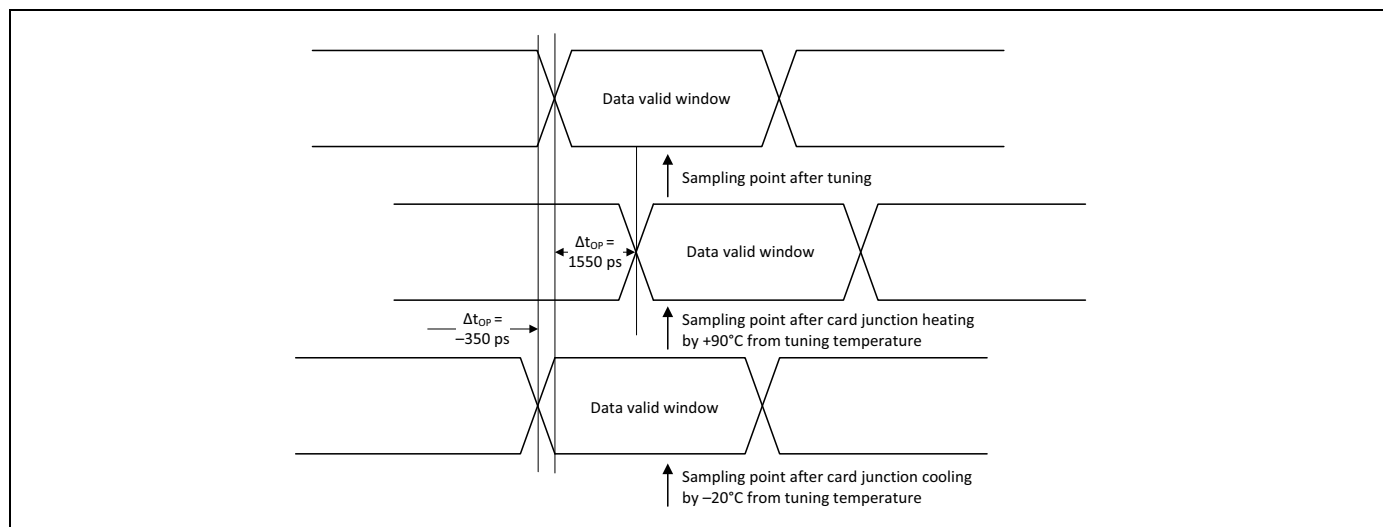 Data valid window
Sampling point after tuning
Δt_OP =
1550 ps
Data valid window
Δt_OP =
–350 ps
Sampling point after card junction heating
by +90°C from tuning temperature
Data valid window
Sampling point after card junction cooling
by –20°C from tuning temperature